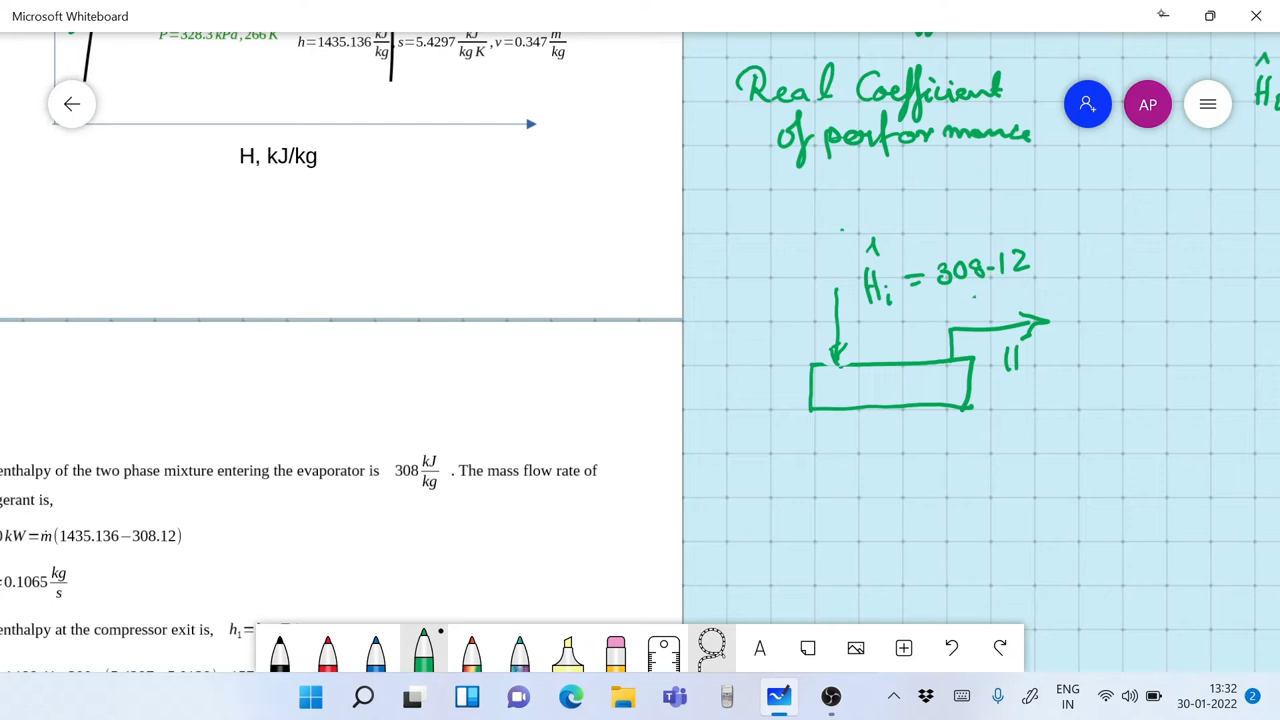 Microsoft Whiteboard
P=328.3 kPa, 266 K
h=1435.136 kJ/kg, s=5.4297 kJ/kg K, v=0.347 m/kg
H, kJ/kg
enthalpy of the two phase mixture entering the evaporator is 308 kJ/kg . The mass flow rate of
gerant is,
0 kW=ṁ(1435.136−308.12)
=0.1065 kg/s
enthalpy at the compressor exit is, h₁=
Real Coefficient
of performance
Ĥi = 308.12
AP
A
ENG
IN
13:32
30-01-2022
2